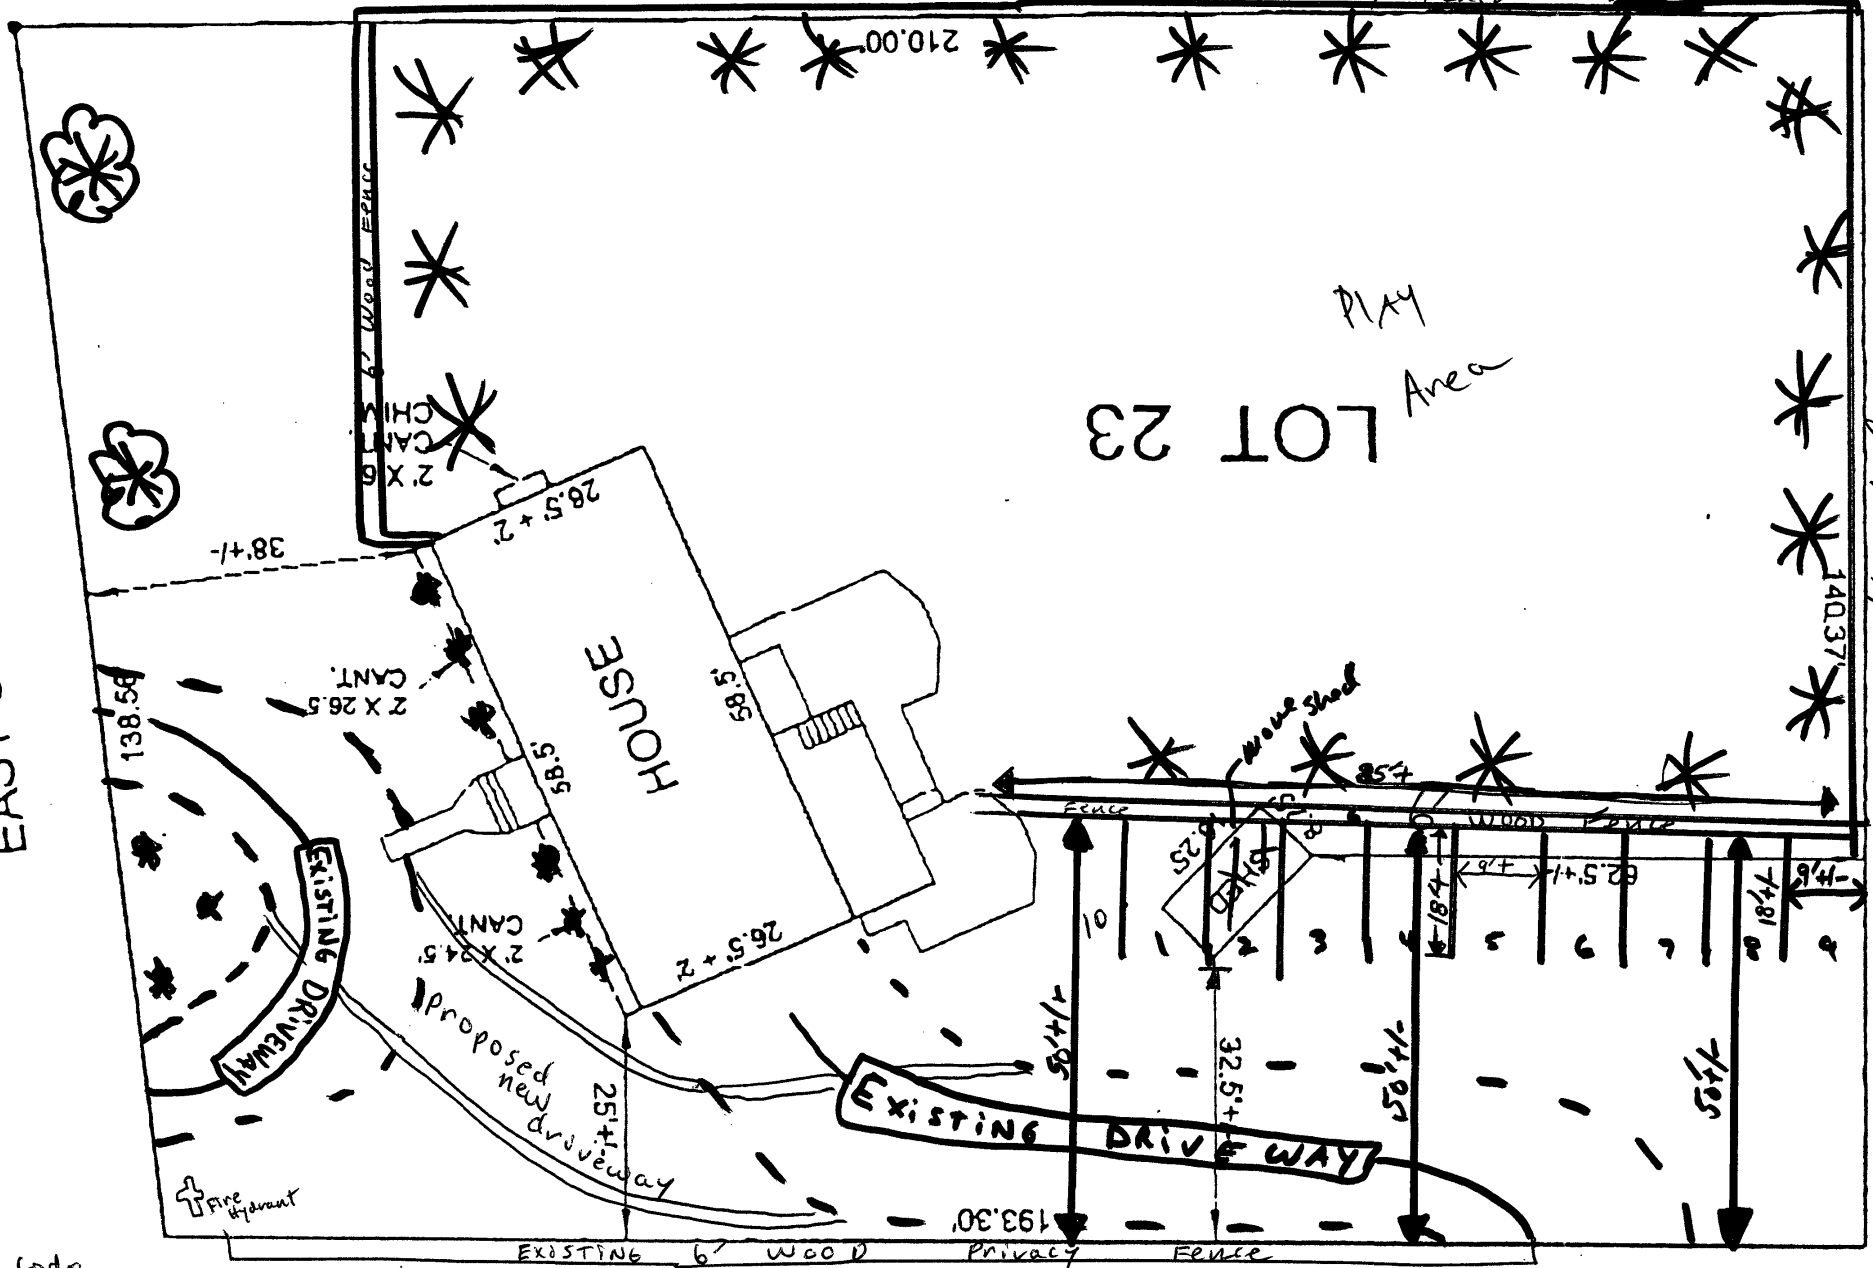 210.00'
6' Wood Fence
PLAY
Area
LOT 23
2' X 6'
CANT
CHIM
26.5' + 2'
38'+/-
HOUSE
2' X 26.5'
CANT.
138.56
58.5'
58.5'
140.37'
move shed
85'+
Fence
WOOD Fence
SHED
62.5'+/-
18'+
9'+
18'+/-
9'+/-
10
1
2
3
4
5
6
7
8
9
2' X 24.5'
CANT
26.5' + 2'
EXISTING DRIVEWAY
Proposed
new
driveway
25'+/-
50'+/-
32.5'+/-
50'+/-
50+/-
EXISTING DRIVEWAY
Fire
Hydrant
193.30'
EXISTING 6' WOOD Privacy Fence